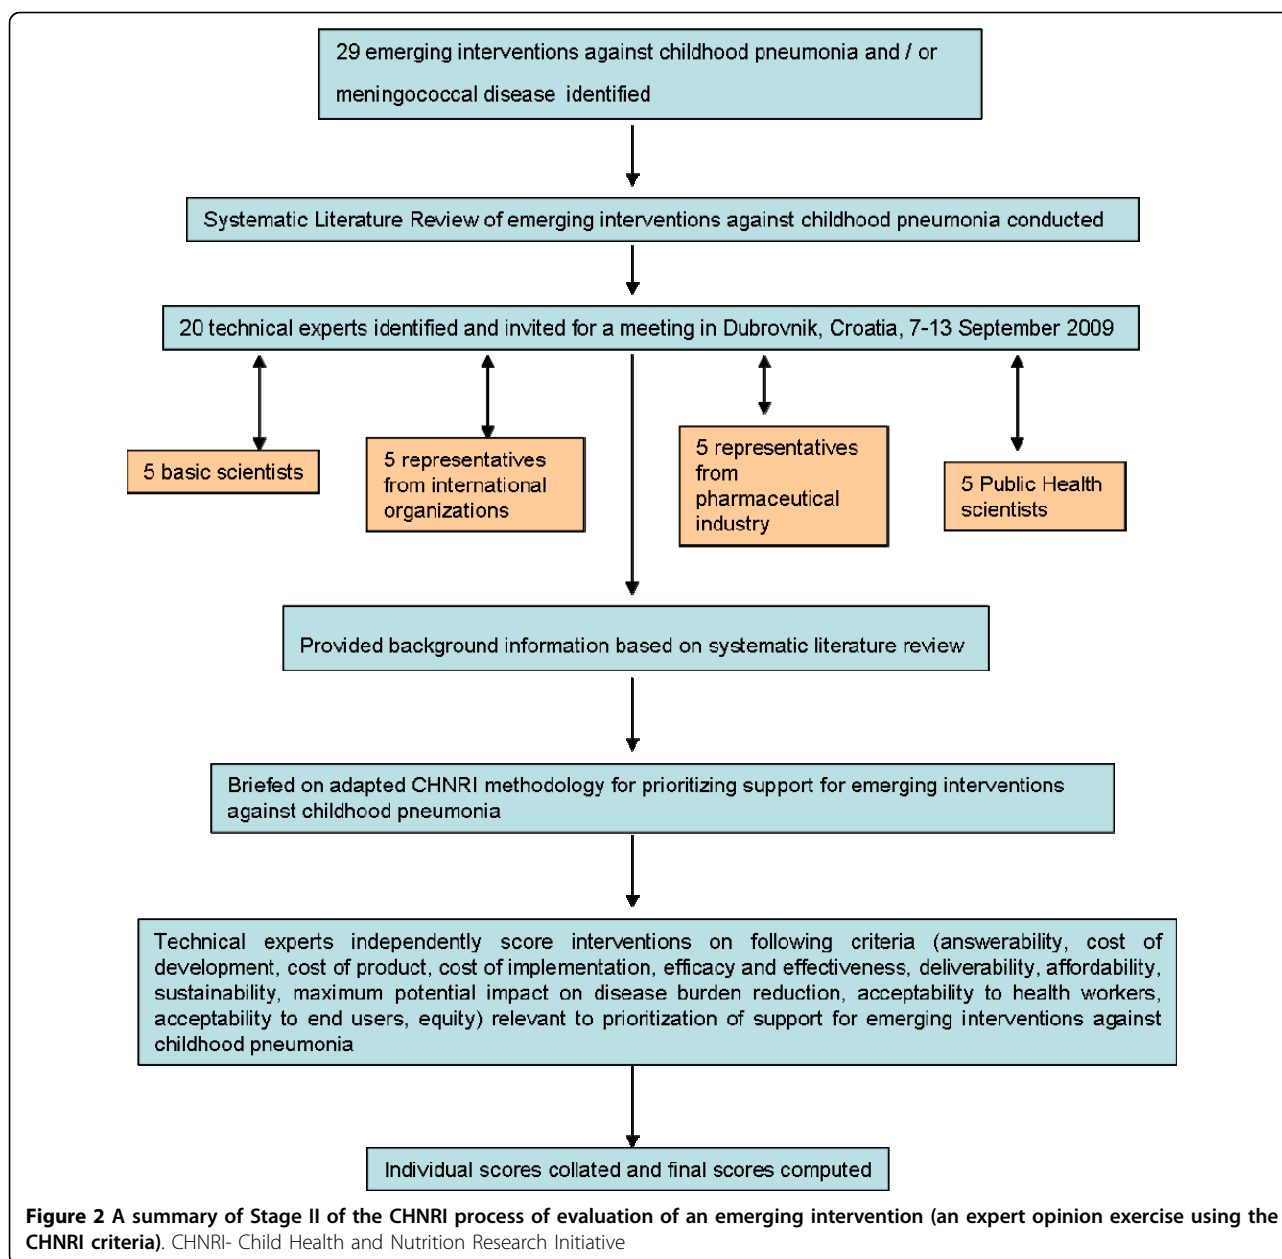 29 emerging interventions against childhood pneumonia and / or
meningococcal disease identified
Systematic Literature Review of emerging interventions against childhood pneumonia conducted
20 technical experts identified and invited for a meeting in Dubrovnik, Croatia, 7-13 September 2009
5 basic scientists
5 representatives
from international
organizations
5 representatives
from
pharmaceutical
industry
5 Public Health
scientists
Provided background information based on systematic literature review
Briefed on adapted CHNRI methodology for prioritizing support for emerging interventions
against childhood pneumonia
Technical experts independently score interventions on following criteria (answerability, cost of
development, cost of product, cost of implementation, efficacy and effectiveness, deliverability, affordability,
sustainability, maximum potential impact on disease burden reduction, acceptability to health workers,
acceptability to end users, equity) relevant to prioritization of support for emerging interventions against
childhood pneumonia
Individual scores collated and final scores computed
Figure 2 A summary of Stage II of the CHNRI process of evaluation of an emerging intervention (an expert opinion exercise using the
CHNRI criteria). CHNRI- Child Health and Nutrition Research Initiative